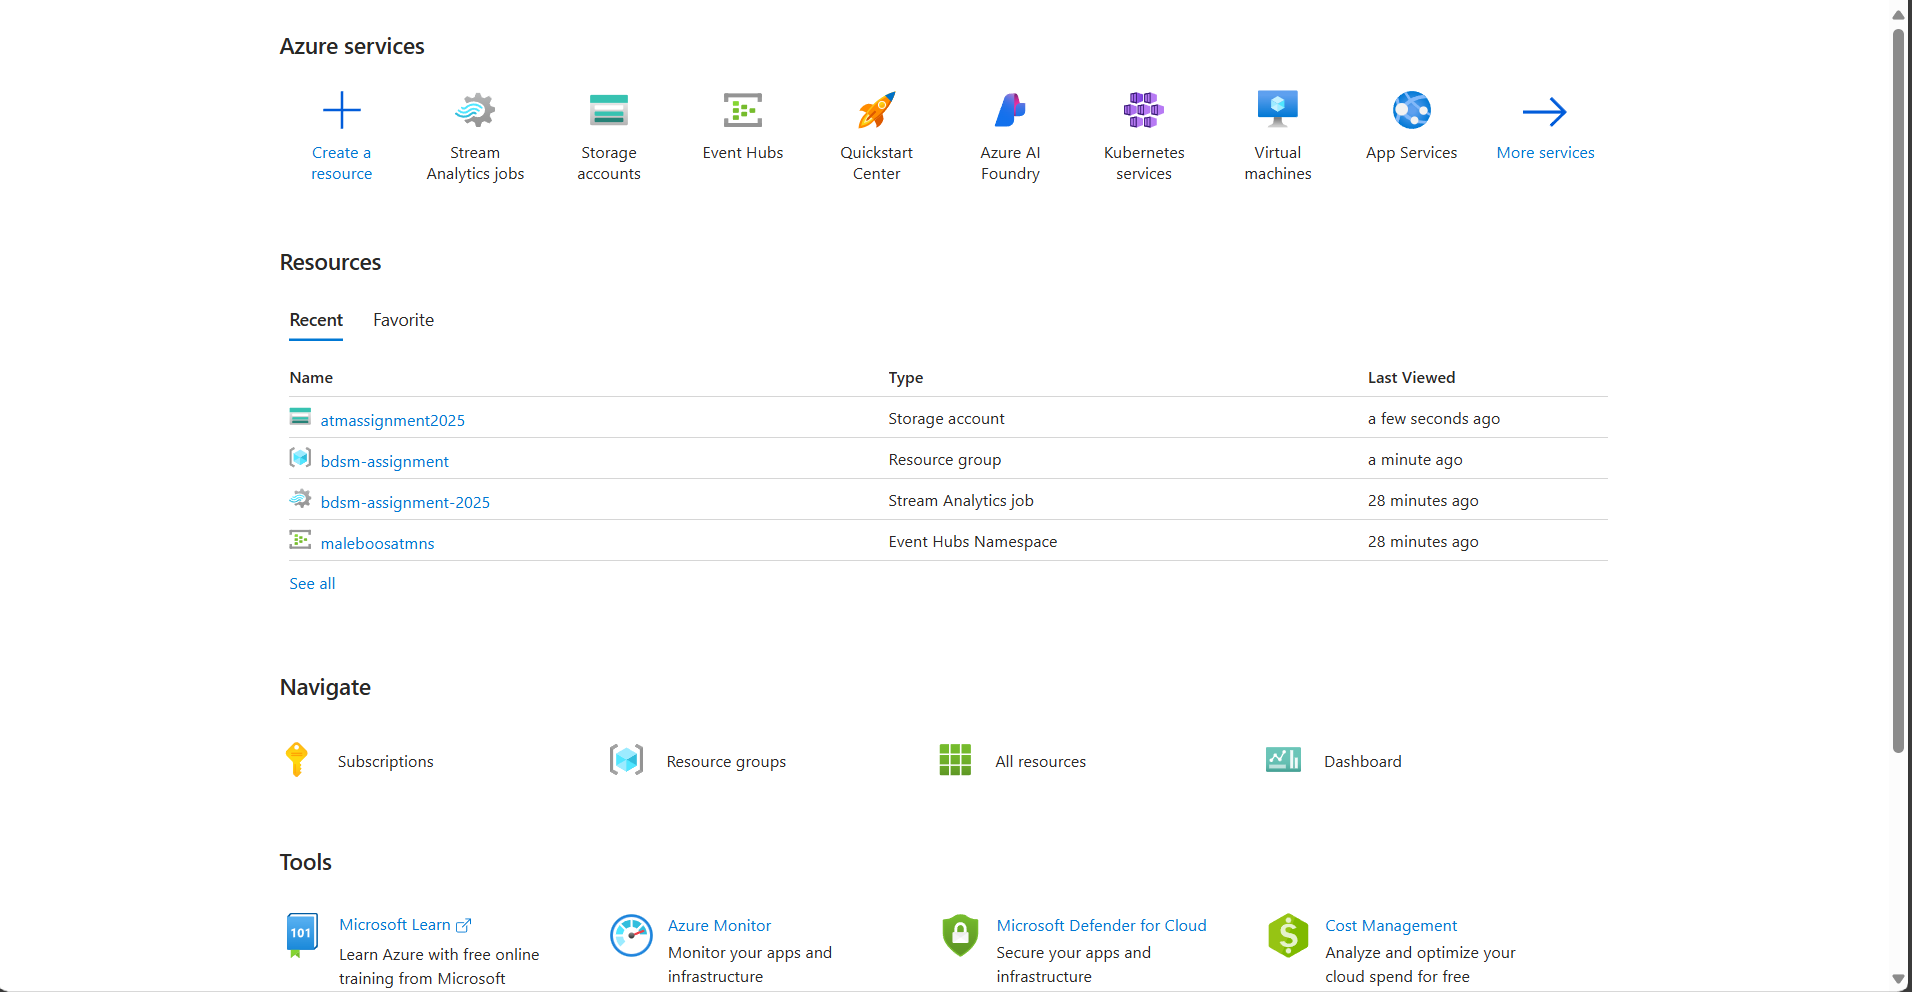 Azure services
Create a
resource
Stream
Analytics jobs
Storage
accounts
Event Hubs
Quickstart
Center
Azure AI
Foundry
Kubernetes
services
Virtual
machines
App Services
More services
Resources
Recent Favorite
Name Type Last Viewed
atmassignment2025 Storage account a few seconds ago
bdsm-assignment Resource group a minute ago
bdsm-assignment-2025 Stream Analytics job 28 minutes ago
maleboosatmns Event Hubs Namespace 28 minutes ago
See all
Navigate
Subscriptions Resource groups All resources Dashboard
Tools
101
Microsoft Learn
Learn Azure with free online
training from Microsoft
Azure Monitor
Monitor your apps and
infrastructure
Microsoft Defender for Cloud
Secure your apps and
infrastructure
$
Cost Management
Analyze and optimize your
cloud spend for free